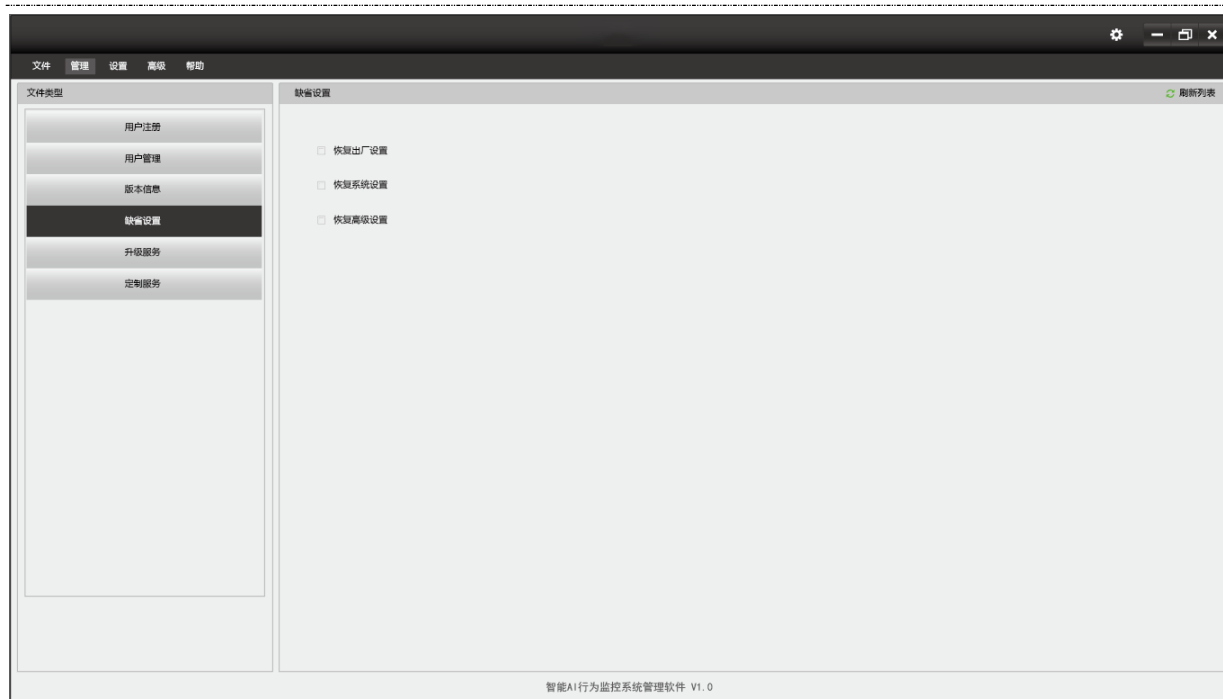 文件 管理 设置 高级 帮助
文件类型
用户注册
用户管理
版本信息
缺省设置
升级服务
定制服务
缺省设置
刷新列表
恢复出厂设置
恢复系统设置
恢复高级设置
智能AI行为监控系统管理软件 V1.0